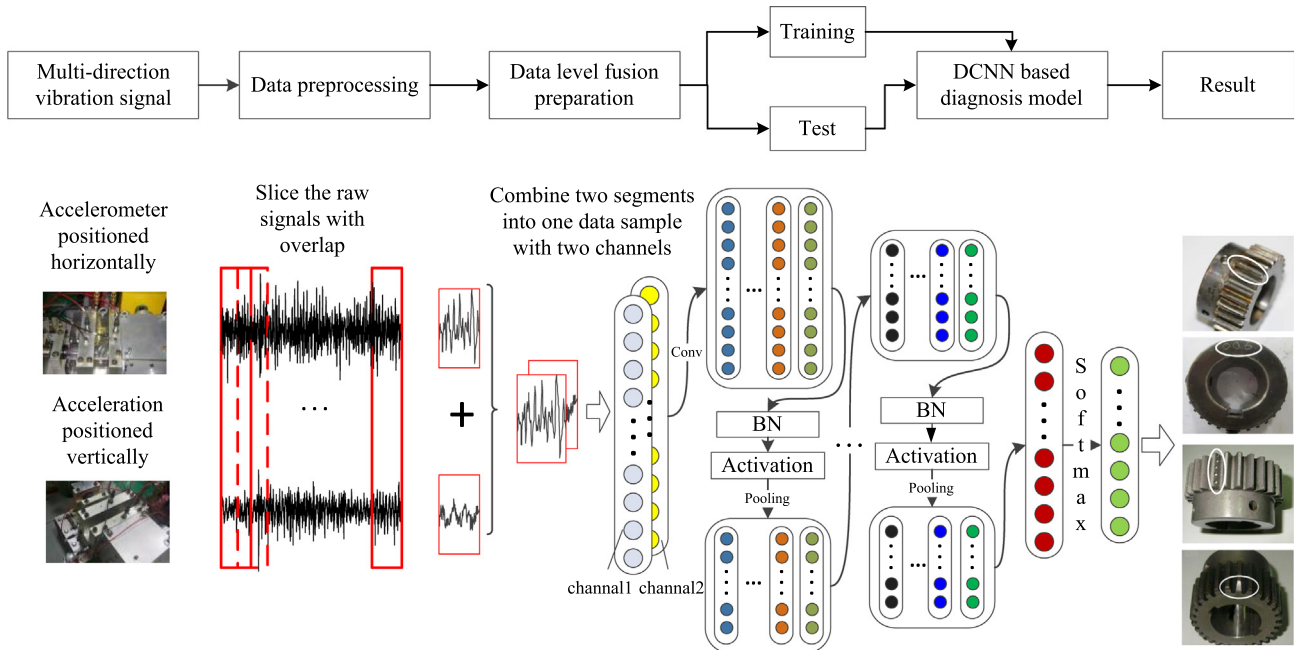 Multi-direction
vibration signal
Data preprocessing
Data level fusion
preparation
Training
Test
DCNN based
diagnosis model
Result
Accelerometer
positioned
horizontally
Acceleration
positioned
vertically
Slice the raw
signals with
overlap
...
+
Combine two segments
into one data sample
with two channels
channal1
channal2
Conv
BN
Activation
Pooling
...
BN
Activation
Pooling
Softmax